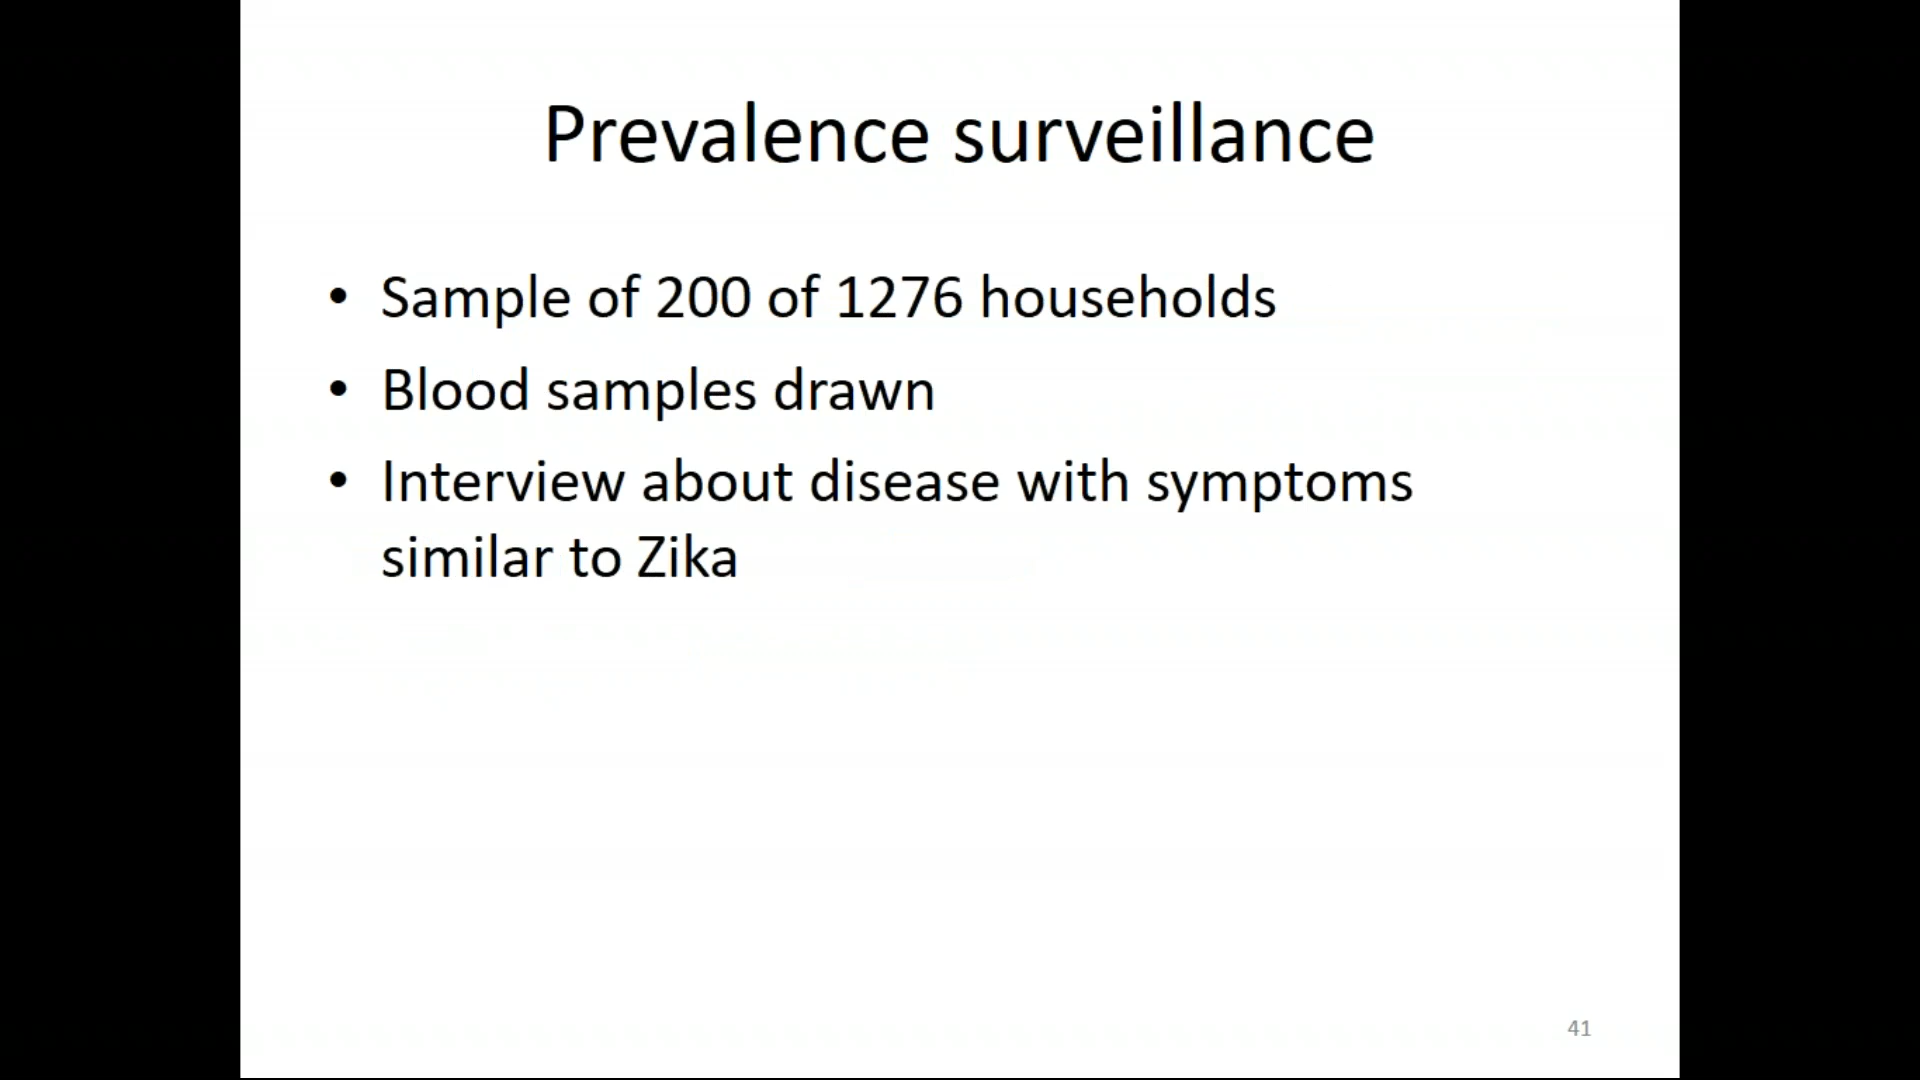 Prevalence surveillance
• Sample of 200 of 1276 households
• Blood samples drawn
• Interview about disease with symptoms
similar to Zika
41